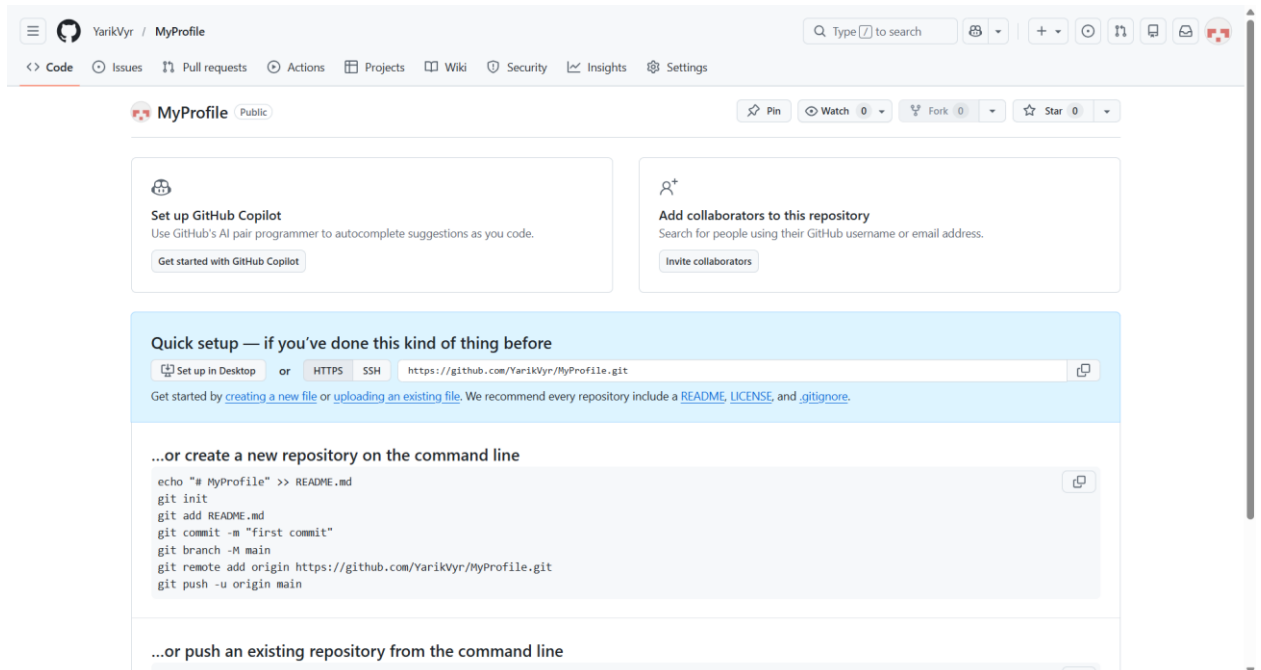 YarikVyr / MyProfile
Type / to search
Code Issues Pull requests Actions Projects Wiki Security Insights Settings
MyProfile Public
Pin Watch 0 Fork 0 Star 0
Set up GitHub Copilot
Use GitHub's AI pair programmer to autocomplete suggestions as you code.
Get started with GitHub Copilot
Add collaborators to this repository
Search for people using their GitHub username or email address.
Invite collaborators
Quick setup — if you've done this kind of thing before
Set up in Desktop or HTTPS SSH https://github.com/YarikVyr/MyProfile.git
Get started by creating a new file or uploading an existing file. We recommend every repository include a README, LICENSE, and .gitignore.
...or create a new repository on the command line
echo "# MyProfile" >> README.md
git init
git add README.md
git commit -m "first commit"
git branch -M main
git remote add origin https://github.com/YarikVyr/MyProfile.git
git push -u origin main
...or push an existing repository from the command line